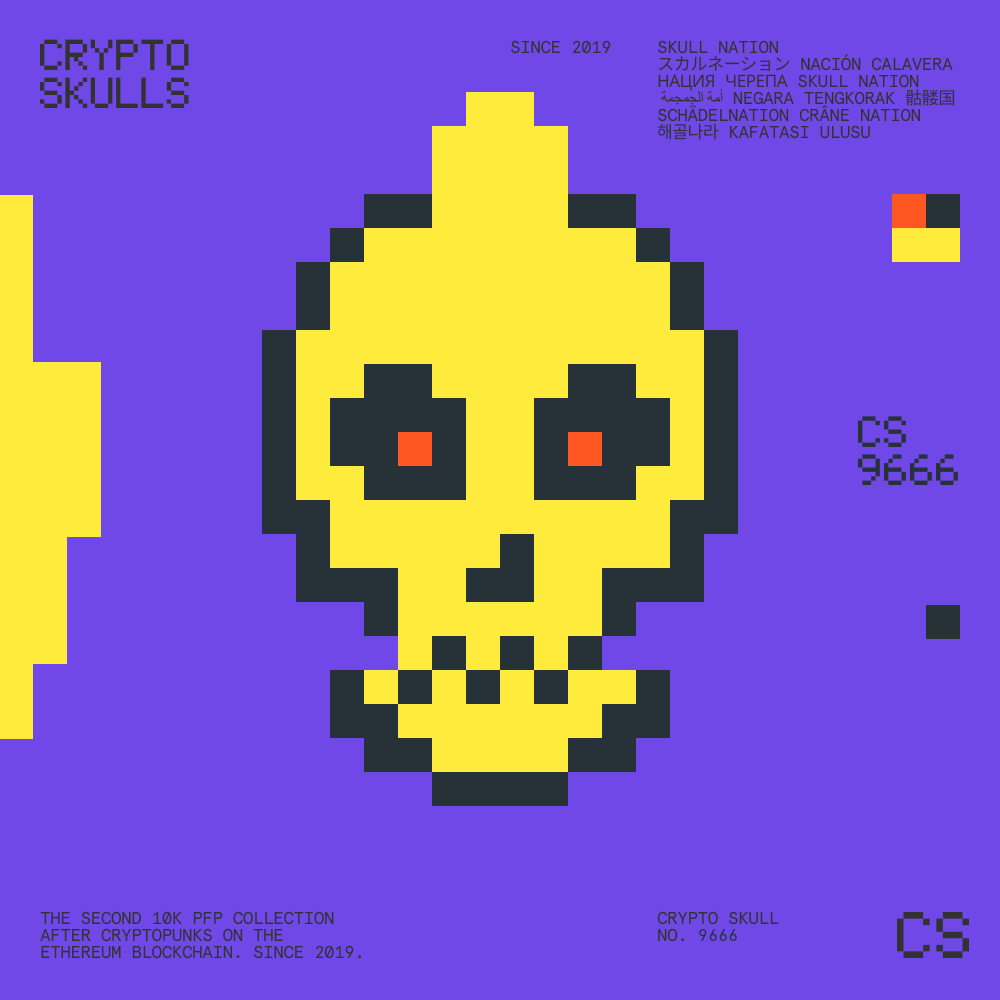 CRYPTO
SKULLS
SINCE 2019
SKULL NATION
スカルネーション NACIÓN CALAVERA
НАЦИЯ ЧЕРЕПА SKULL NATION
أمة الجمجمة NEGARA TENGKORAK 骷髅国
SCHÄDELNATION CRÂNE NATION
해골나라 KAFATASI ULUSU
CS
9666
THE SECOND 10K PFP COLLECTION
AFTER CRYPTOPUNKS ON THE
ETHEREUM BLOCKCHAIN. SINCE 2019.
CRYPTO SKULL
NO. 9666
CS